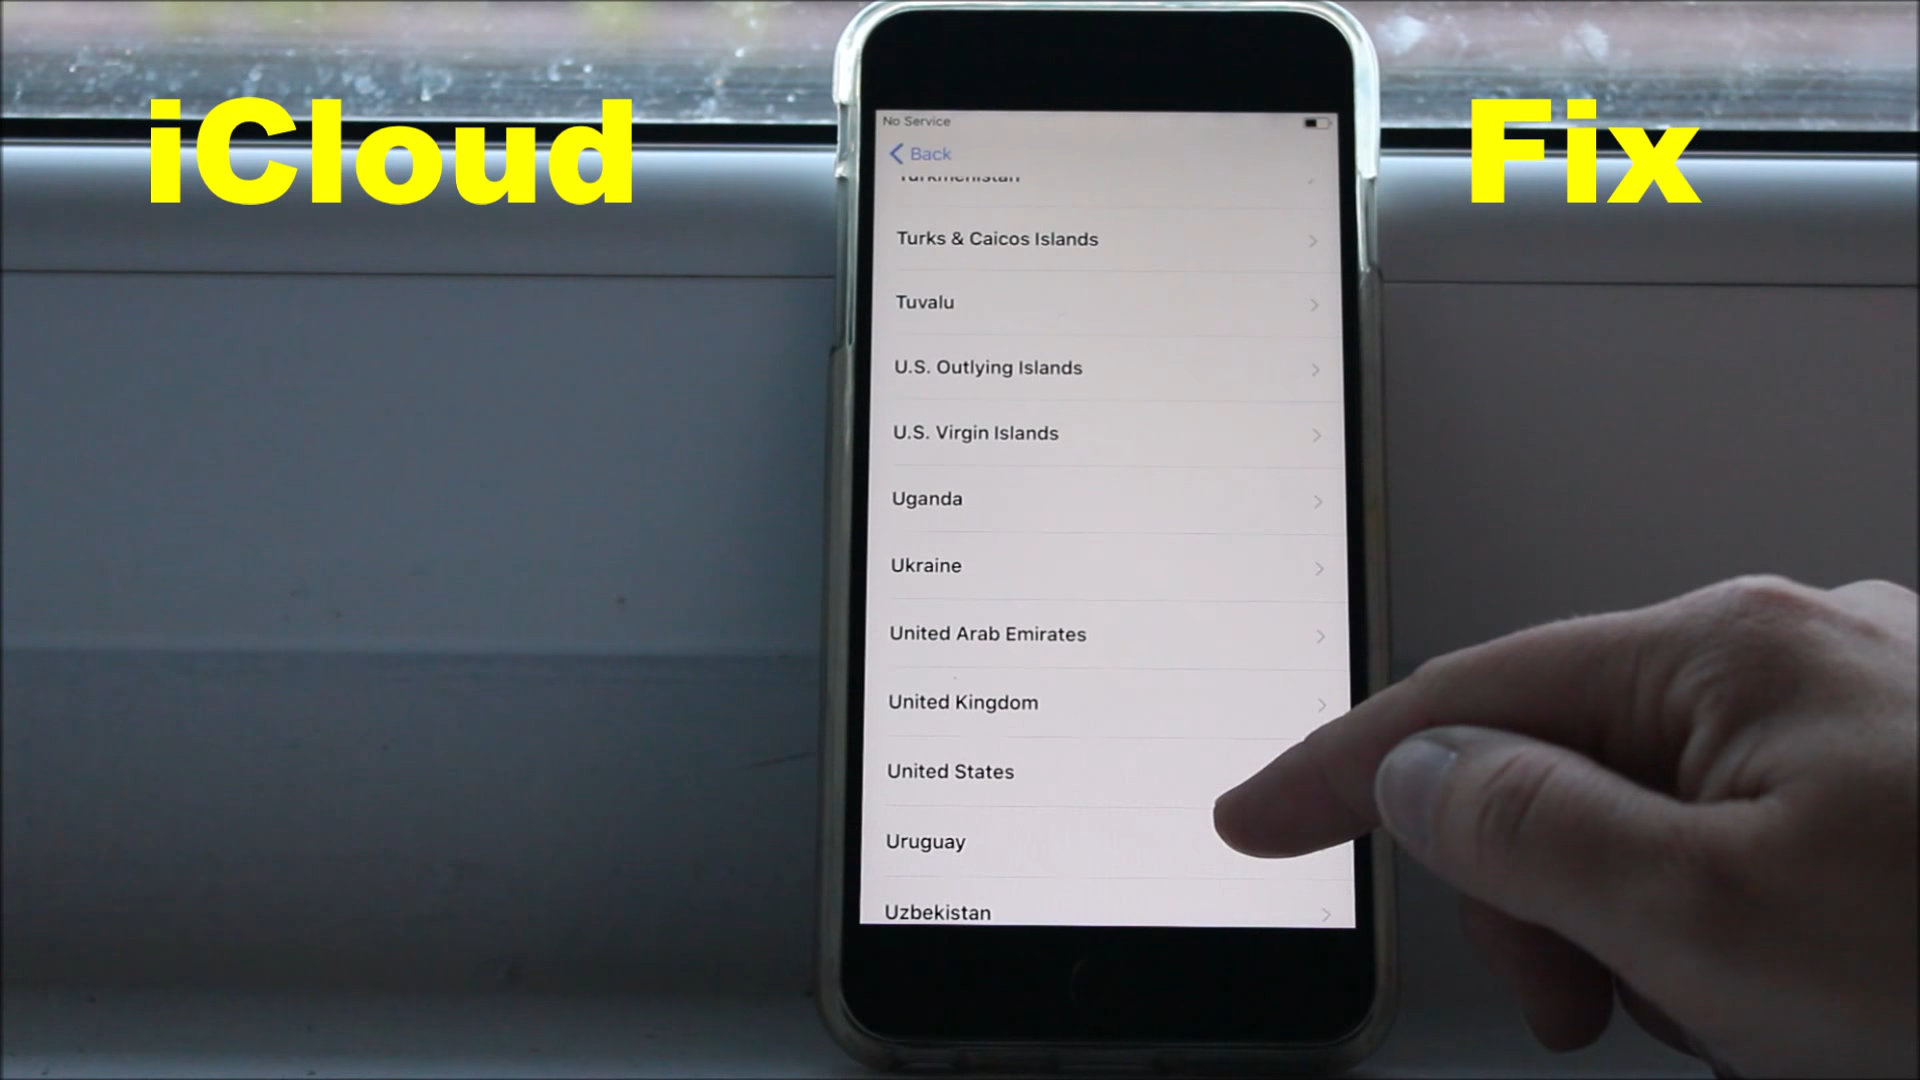 iCloud Fix
No Service
Back
Turkmenistan
Turks & Caicos Islands
Tuvalu
U.S. Outlying Islands
U.S. Virgin Islands
Uganda
Ukraine
United Arab Emirates
United Kingdom
United States
Uruguay
Uzbekistan